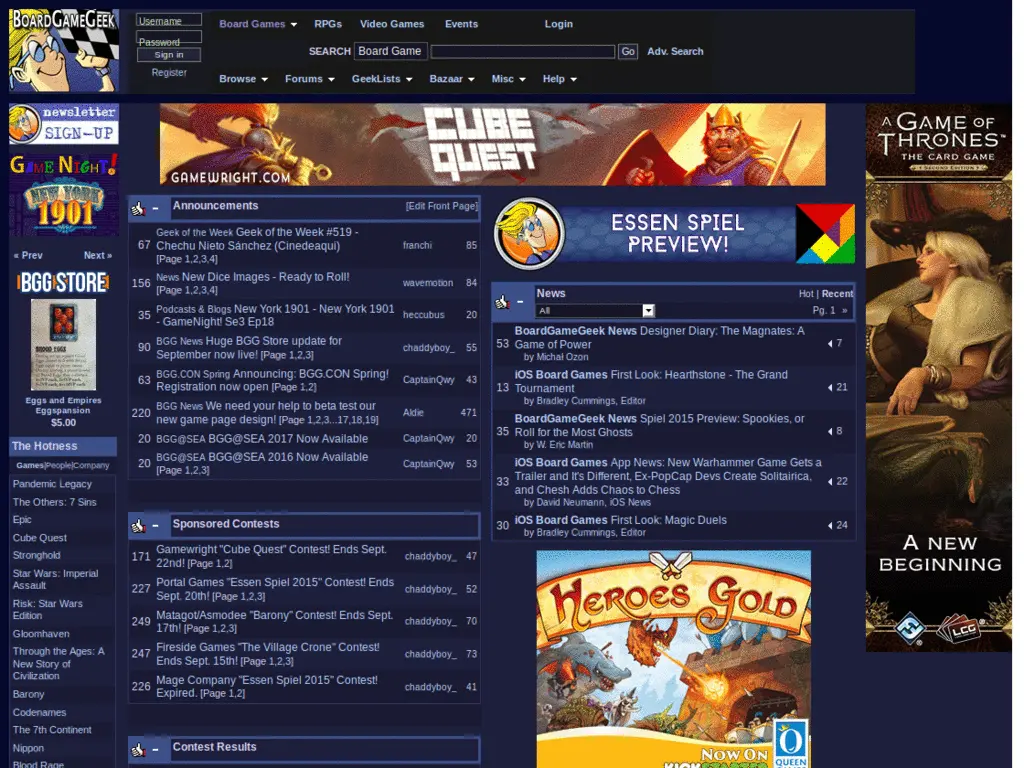 BOARDGAMEGEEK
Username
Password
Sign in
Register
Board Games
RPGs
Video Games
Events
Login
SEARCH
Board Game
Go
Adv. Search
Browse
Forums
GeekLists
Bazaar
Misc
Help
newsletter
SIGN-UP
GAME NIGHT!
NEW YORK
1901
« Prev
Next »
BGG STORE
Eggs and Empires
Eggspansion
$5.00
The Hotness
Games|People|Company
Pandemic Legacy
The Others: 7 Sins
Epic
Cube Quest
Stronghold
Star Wars: Imperial
Assault
Risk: Star Wars
Edition
Gloomhaven
Through the Ages: A
New Story of
Civilization
Barony
Codenames
The 7th Continent
Nippon
Blood Rage
CUBE
QUEST
GAMEWRIGHT.COM
Announcements
[Edit Front Page]
67 Geek of the Week Geek of the Week #519 -
Chechu Nieto Sánchez (Cinedeaqui)
[Page 1,2,3,4]
franchi 85
156 News New Dice Images - Ready to Roll!
[Page 1,2,3,4]
wavemotion 84
35 Podcasts & Blogs New York 1901 - New York 1901
- GameNight! Se3 Ep18
heccubus 20
90 BGG News Huge BGG Store update for
September now live! [Page 1,2,3]
chaddyboy_ 55
63 BGG.CON Spring Announcing: BGG.CON Spring!
Registration now open [Page 1,2]
CaptainQwy 43
220 BGG News We need your help to beta test our
new game page design! [Page 1,2,3...17,18,19]
Aldie 471
20 BGG@SEA BGG@SEA 2017 Now Available
CaptainQwy 20
20 BGG@SEA BGG@SEA 2016 Now Available
[Page 1,2,3]
CaptainQwy 53
Sponsored Contests
171 Gamewright "Cube Quest" Contest! Ends Sept.
22nd! [Page 1,2]
chaddyboy_ 47
227 Portal Games "Essen Spiel 2015" Contest! Ends
Sept. 20th! [Page 1,2,3]
chaddyboy_ 52
249 Matagot/Asmodee "Barony" Contest! Ends Sept.
17th! [Page 1,2,3]
chaddyboy_ 70
247 Fireside Games "The Village Crone" Contest!
Ends Sept. 15th! [Page 1,2,3]
chaddyboy_ 73
226 Mage Company "Essen Spiel 2015" Contest!
Expired. [Page 1,2]
chaddyboy_ 41
Contest Results
ESSEN SPIEL
PREVIEW!
News
Hot | Recent
All
Pg. 1 »
53 BoardGameGeek News Designer Diary: The Magnates: A
Game of Power
by Michał Ozon
7
13 iOS Board Games First Look: Hearthstone - The Grand
Tournament
by Bradley Cummings, Editor
21
35 BoardGameGeek News Spiel 2015 Preview: Spookies, or
Roll for the Most Ghosts
by W. Eric Martin
8
33 iOS Board Games App News: New Warhammer Game Gets a
Trailer and It's Different, Ex-PopCap Devs Create Solitairica,
and Chesh Adds Chaos to Chess
by David Neumann, iOS News
22
30 iOS Board Games First Look: Magic Duels
by Bradley Cummings, Editor
24
HEROES GOLD
NOW ON
KICKSTARTER
QUEEN
A GAME OF
THRONES™
THE CARD GAME
SECOND EDITION
A NEW
BEGINNING
LCG